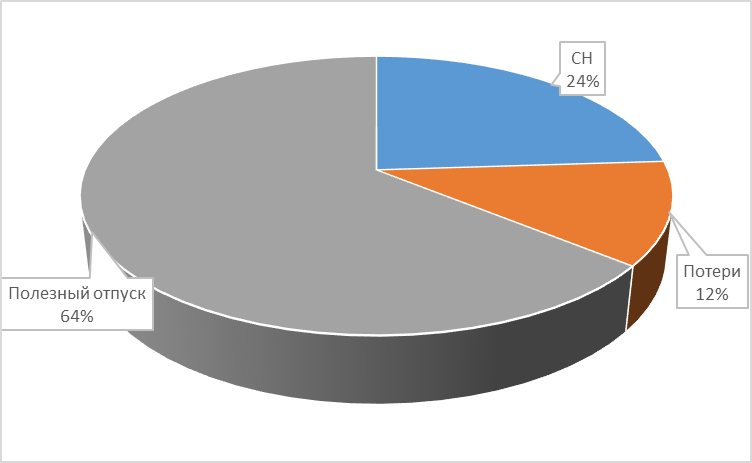 СН
24%
Потери
12%
Полезный отпуск
64%